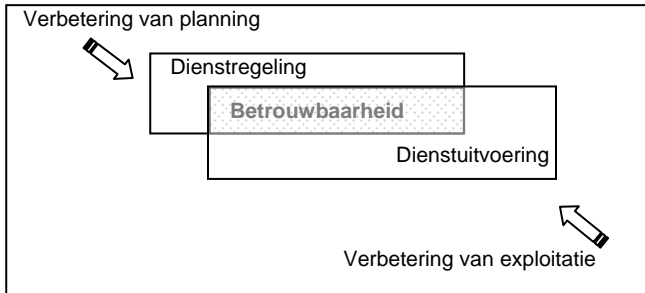 Verbetering van planning
Dienstregeling
Betrouwbaarheid
Dienstuitvoering
Verbetering van exploitatie